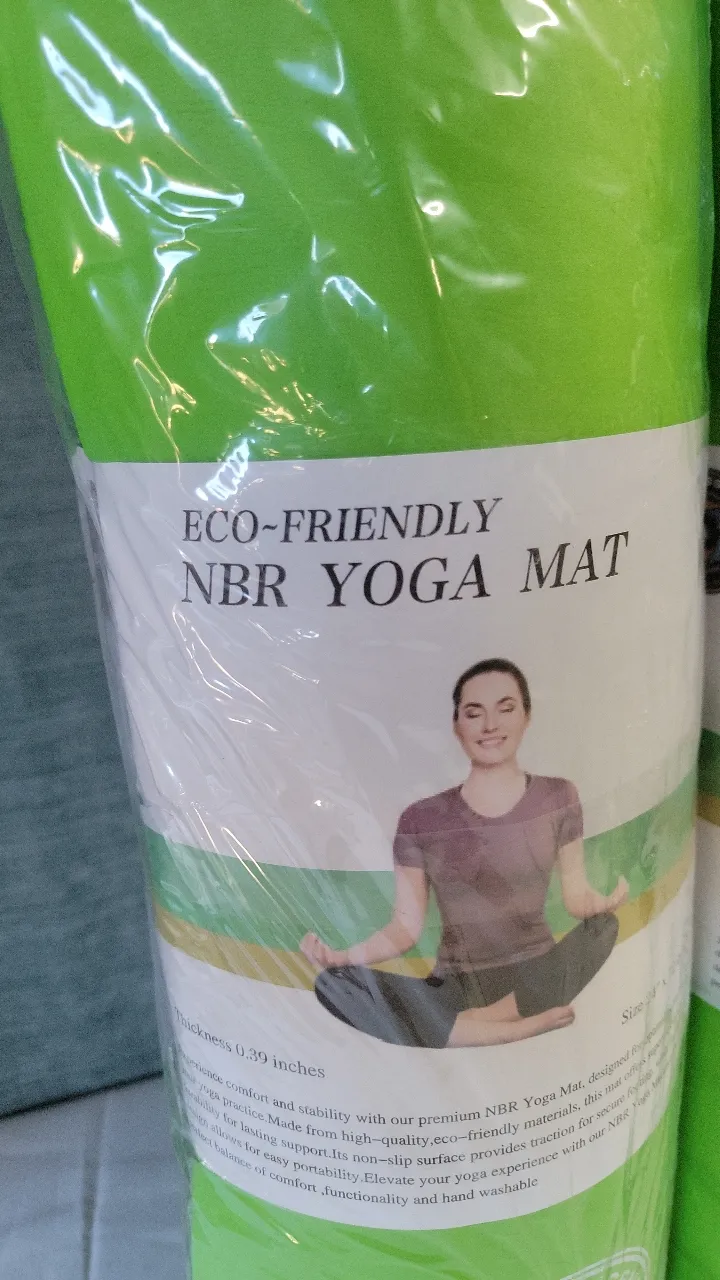 ECO~FRIENDLY
NBR YOGA MAT
Thickness 0.39 inches
Size
comfort and stability with our premium NBR Yoga Mat, designed for
yoga practice.Made from high-quality,eco-friendly materials, this mat offers
for lasting support.Its non-slip surface provides traction for secure
allows for easy portability.Elevate your yoga experience with our NBR Yoga
balance of comfort ,functionality and hand washable